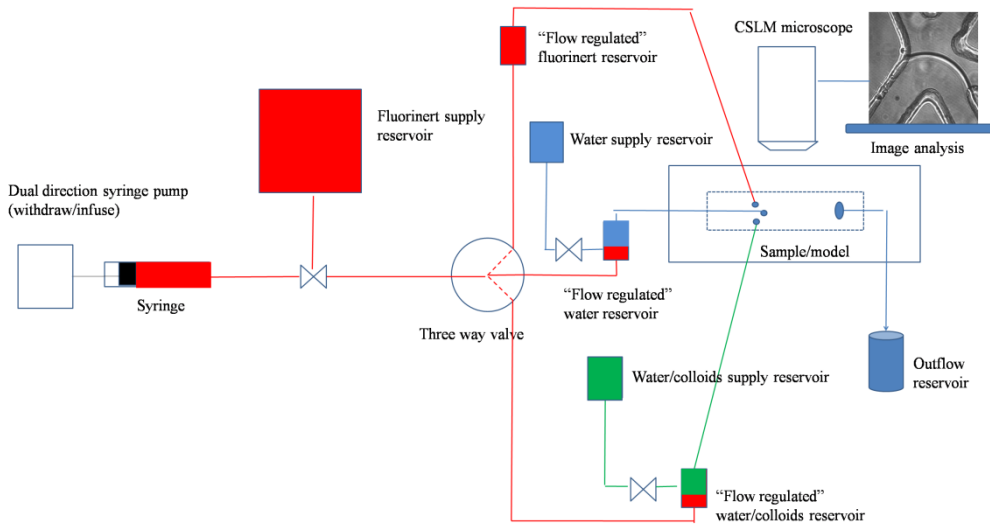 “Flow regulated”
fluorinert reservoir
CSLM microscope
Fluorinert supply
reservoir
Water supply reservoir
Image analysis
Dual direction syringe pump
(withdraw/infuse)
Sample/model
Syringe
“Flow regulated”
water reservoir
Three way valve
Water/colloids supply reservoir
Outflow
reservoir
“Flow regulated”
water/colloids reservoir